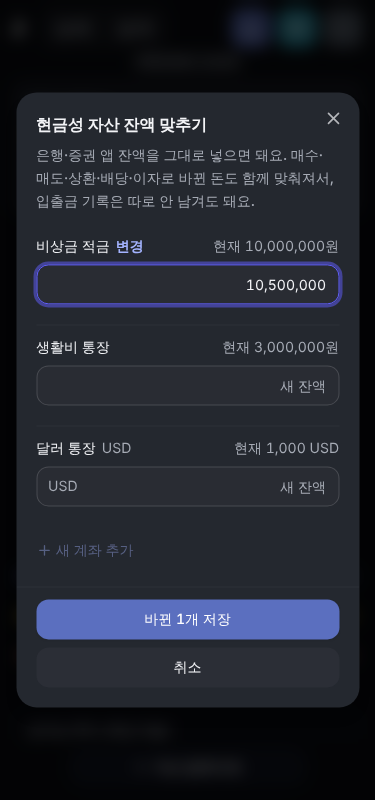 현금성 자산 잔액 맞추기
은행·증권 앱 잔액을 그대로 넣으면 돼요. 매수·
매도·상환·배당·이자로 바뀐 돈도 함께 맞춰져서,
입출금 기록은 따로 안 남겨도 돼요.
비상금 적금 변경 현재 10,000,000원
10,500,000
생활비 통장 현재 3,000,000원
새 잔액
달러 통장 USD 현재 1,000 USD
USD 새 잔액
+ 새 계좌 추가
바뀐 1개 저장
취소